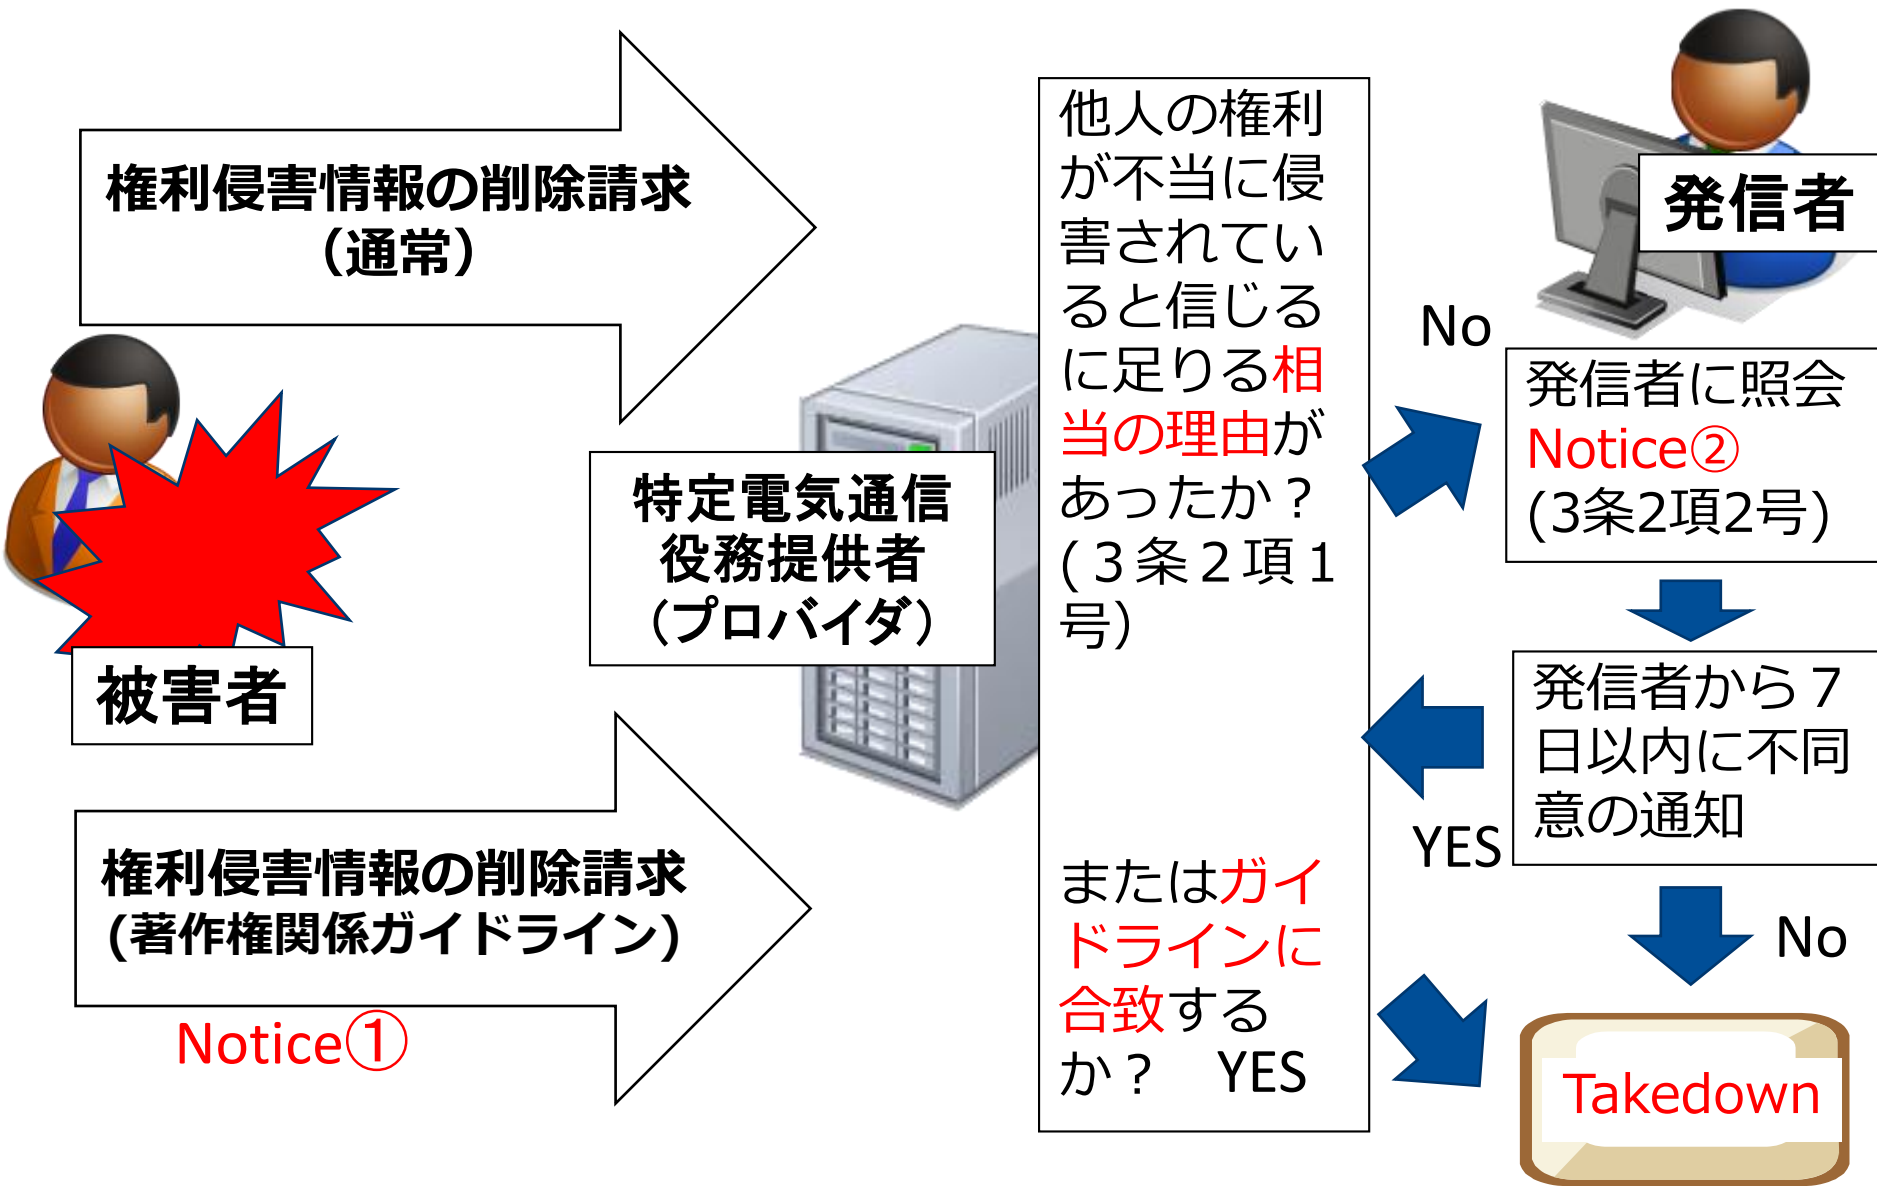 権利侵害情報の削除請求
（通常）
被害者
権利侵害情報の削除請求
(著作権関係ガイドライン)
Notice①
特定電気通信
役務提供者
（プロバイダ）
他人の権利
が不当に侵
害されてい
ると信じる
に足りる相
当の理由が
あったか？
(３条２項１
号）
または ガイ
ドラインに
合致する
か？　YES
発信者
No
発信者に照会
Notice②
(3条2項2号)
発信者から７
日以内に不同
意の通知
YES
No
Takedown